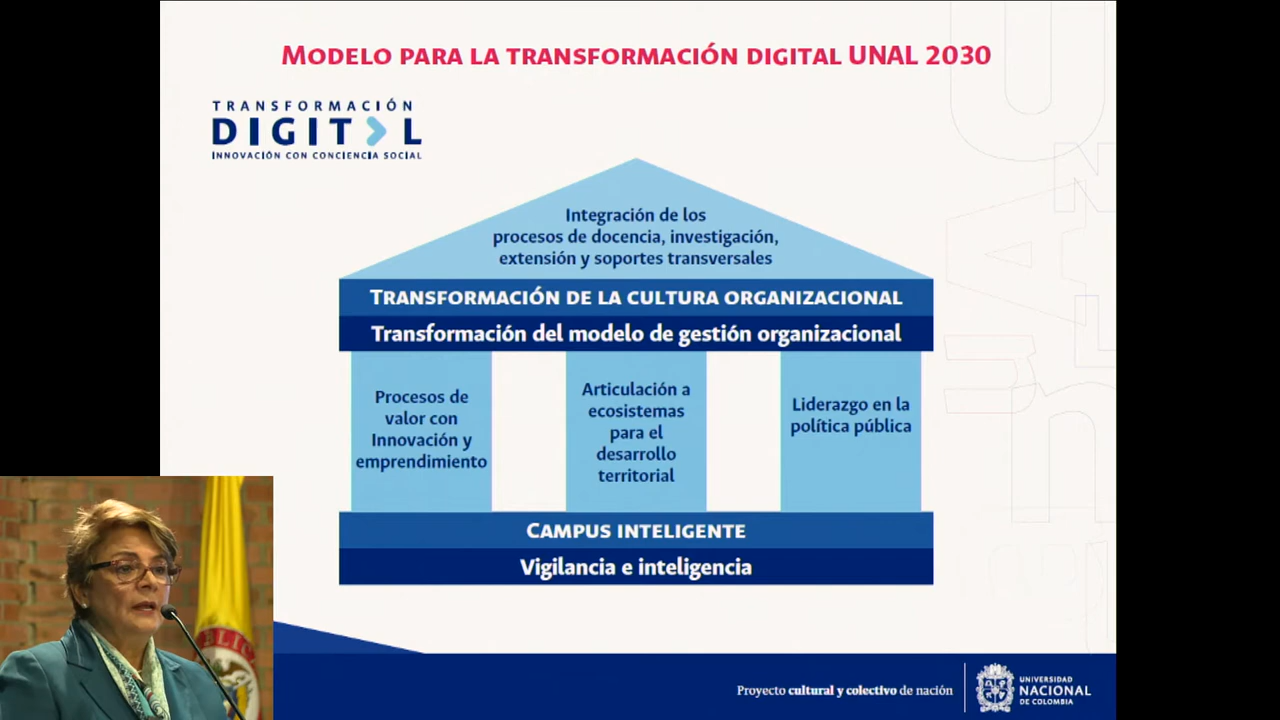 MODELO PARA LA TRANSFORMACIÓN DIGITAL UNAL 2030
TRANSFORMACIÓN
DIGITAL
INNOVACIÓN CON CONCIENCIA SOCIAL
Integración de los
procesos de docencia, investigación,
extensión y soportes transversales
TRANSFORMACIÓN DE LA CULTURA ORGANIZACIONAL
Transformación del modelo de gestión organizacional
Procesos de
valor con
Innovación y
emprendimiento
Articulación a
ecosistemas
para el
desarrollo
territorial
Liderazgo en la
política pública
CAMPUS INTELIGENTE
Vigilancia e inteligencia
Proyecto cultural y colectivo de nación
UNIVERSIDAD
NACIONAL
DE COLOMBIA